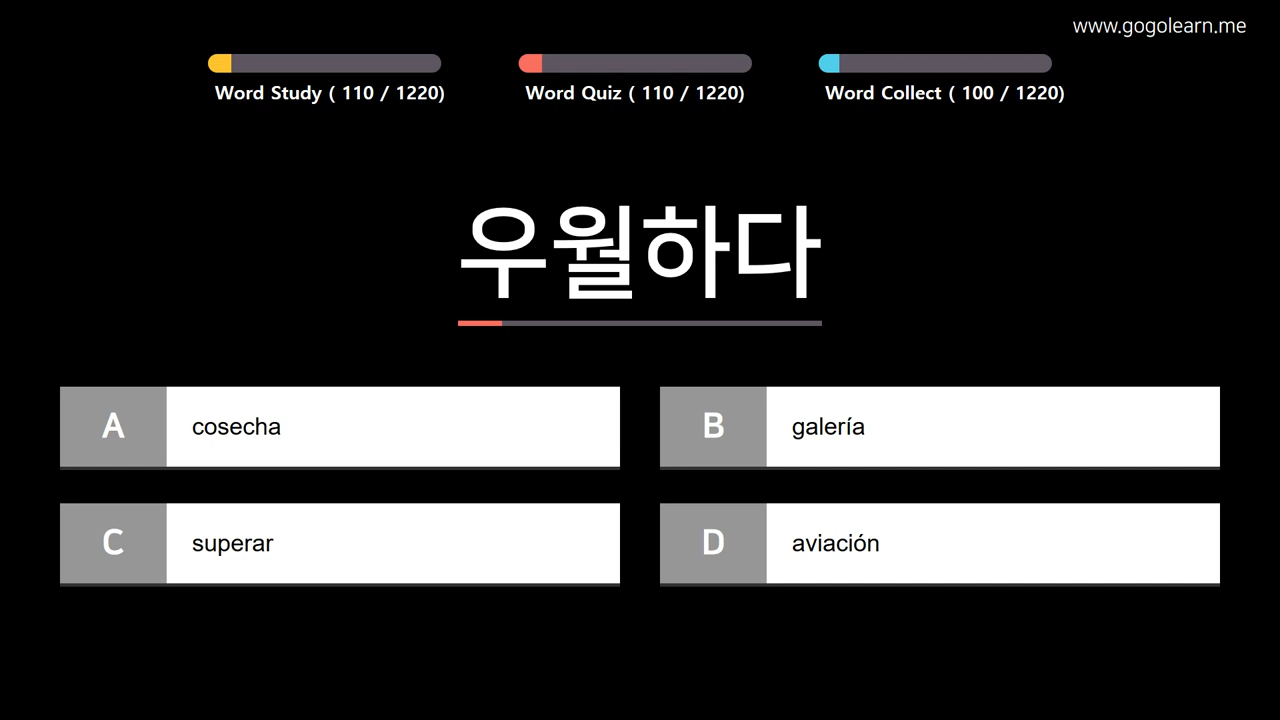 www.gogolearn.me
Word Study ( 110 / 1220)
Word Quiz ( 110 / 1220)
Word Collect ( 100 / 1220)
우월하다
A cosecha
B galería
C superar
D aviación